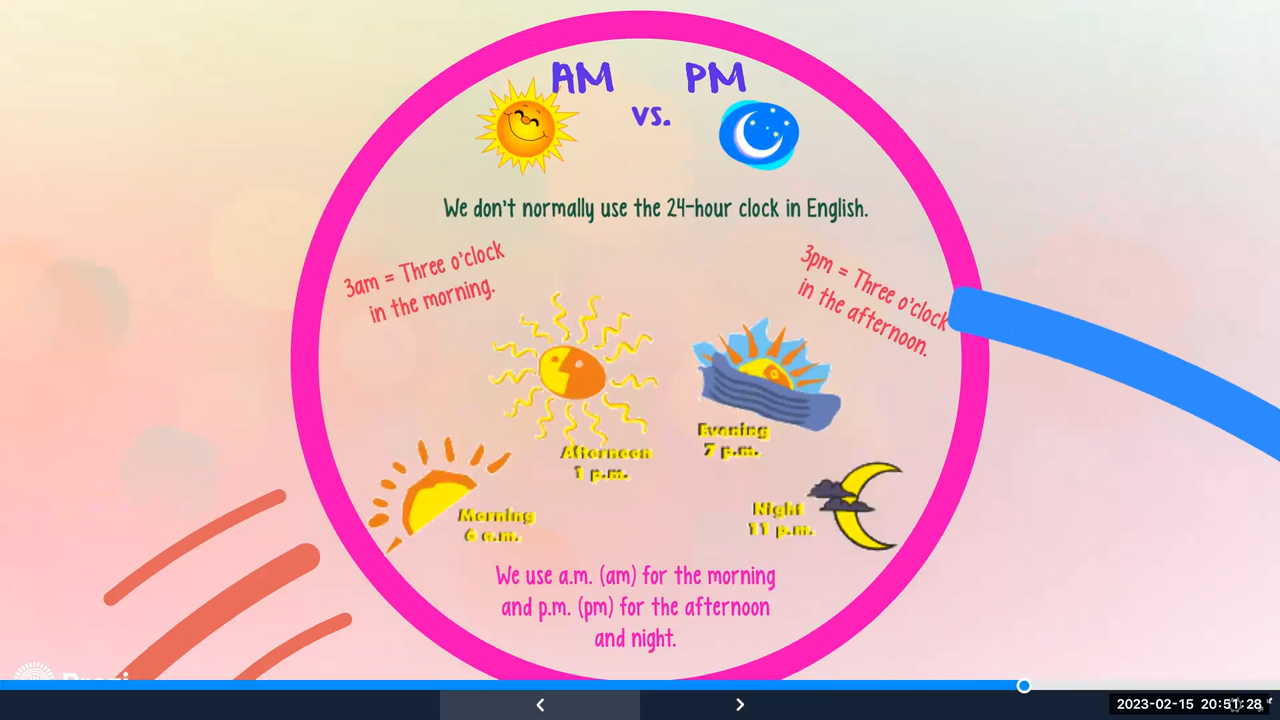 AM PM
vs.
We don't normally use the 24-hour clock in English.
3am = Three o'clock
in the morning.
3pm = Three o'clock
in the afternoon.
Afternoon
1 p.m.
Evening
7 p.m.
Morning
6 a.m.
Night
11 p.m.
We use a.m. (am) for the morning
and p.m. (pm) for the afternoon
and night.
Prezi
2023-02-15 20:51:28